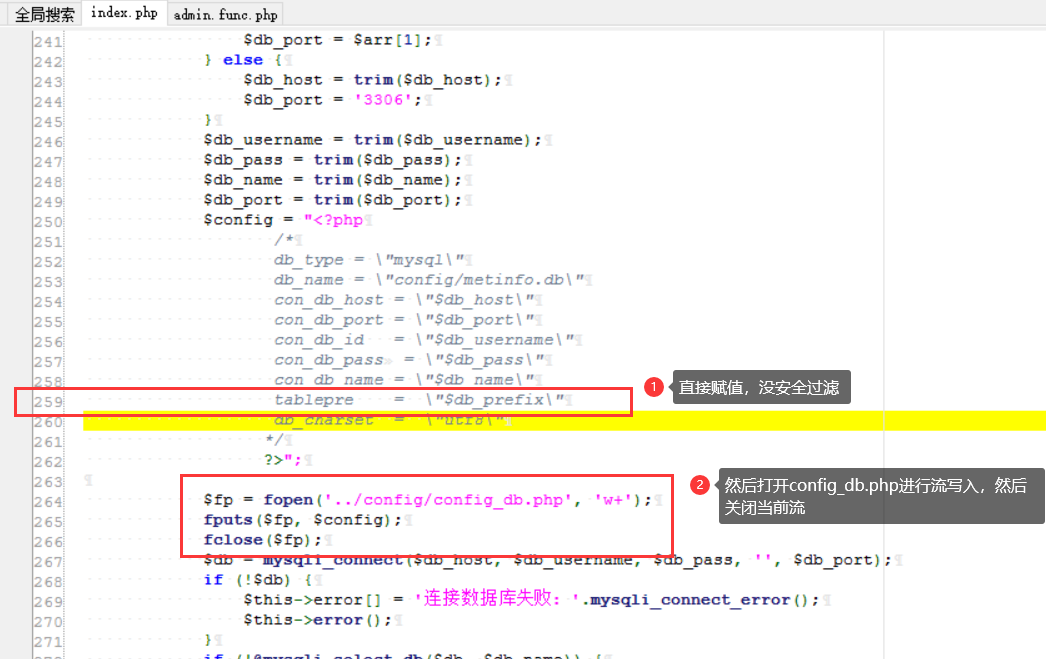 全局搜索 index.php admin.func.php
241 $db_port = $arr[1];
242 } else {
243 $db_host = trim($db_host);
244 $db_port = '3306';
245 }
246 $db_username = trim($db_username);
247 $db_pass = trim($db_pass);
248 $db_name = trim($db_name);
249 $db_port = trim($db_port);
250 $config = "<?php
251 /*
252 db_type = \"mysql\"
253 db_name = \"config/metinfo.db\"
254 con_db_host = \"$db_host\"
255 con_db_port = \"$db_port\"
256 con_db_id   = \"$db_username\"
257 con_db_pass  = \"$db_pass\"
258 con_db_name = \"$db_name\"
259 tablepre    =  \"$db_prefix\"
1 直接赋值，没安全过滤
260 db_charset  =  \"utf8\"
261 */
262 ?>";
263
2 然后打开config_db.php进行流写入，然后
关闭当前流
264 $fp = fopen('../config/config_db.php', 'w+');
265 fputs($fp, $config);
266 fclose($fp);
267 $db = mysqli_connect($db_host, $db_username, $db_pass, '', $db_port);
268 if (!$db) {
269 $this->error[] = '连接数据库失败: '.mysqli_connect_error();
270 $this->error();
271 }
if (!@mysqli_select_db($db, $db_name)) {